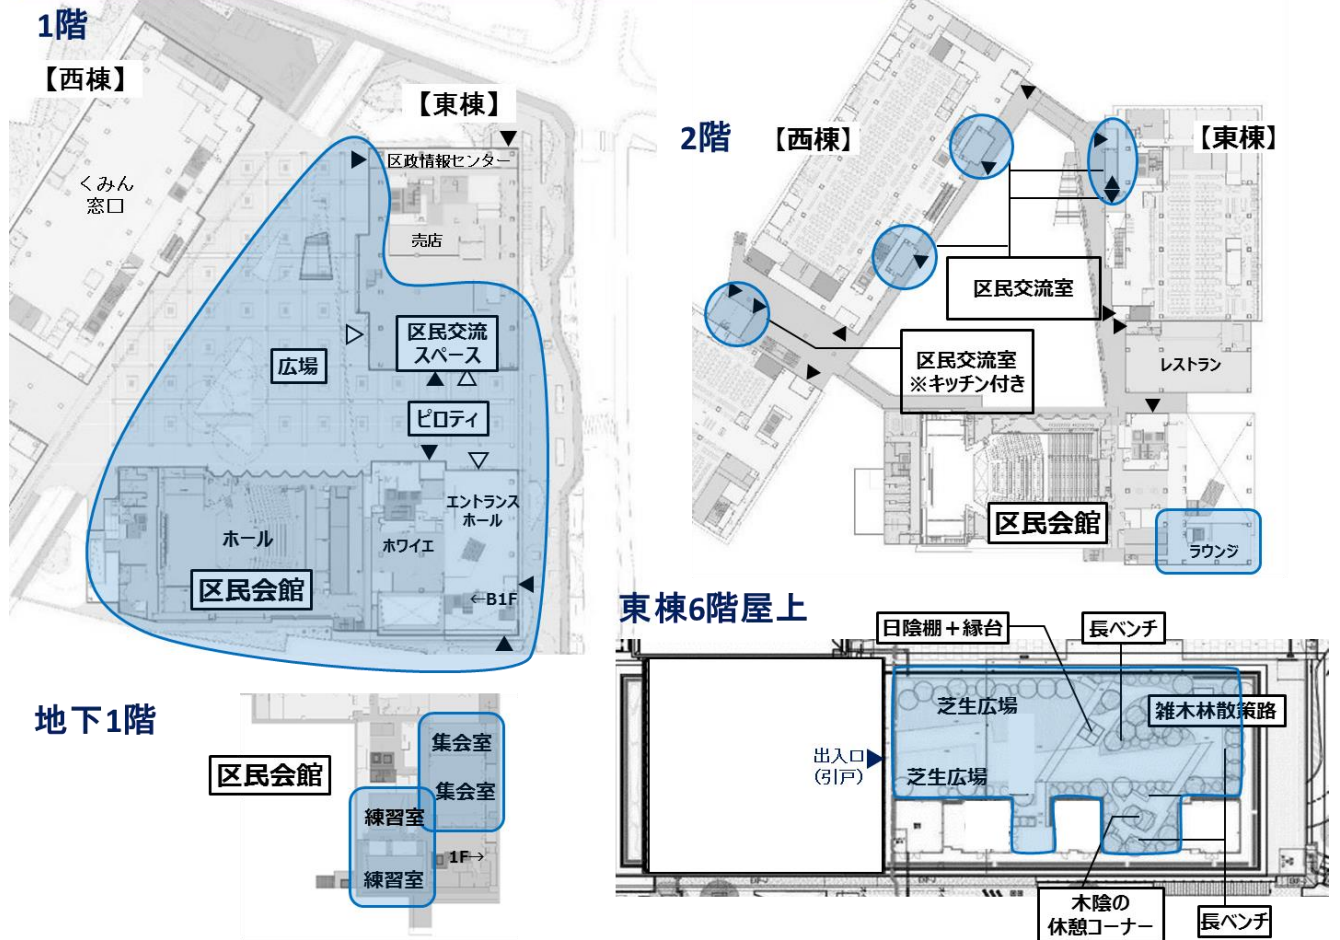 1階
【西棟】
【東棟】
区政情報センター
くみん
窓口
売店
区民交流
スペース
広場
ピロティ
エントランス
ホール
ホール
ホワイエ
区民会館
←B1F
2階
【西棟】
【東棟】
区民交流室
区民交流室
※キッチン付き
レストラン
区民会館
ラウンジ
地下1階
区民会館
集会室
集会室
練習室
練習室
1F→
東棟6階屋上
日陰棚＋縁台
長ベンチ
芝生広場
雑木林散策路
出入口
(引戸)
芝生広場
木陰の
休憩コーナー
長ベンチ